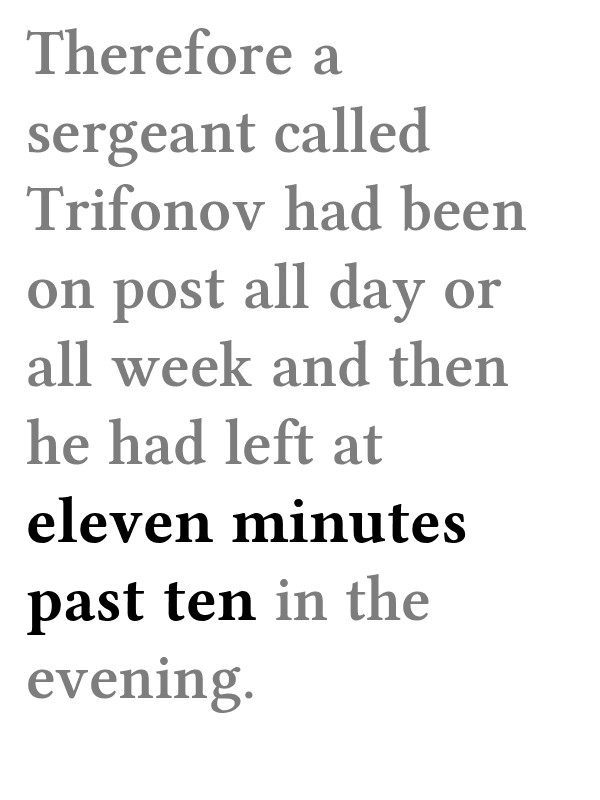 Therefore a
sergeant called
Trifonov had been
on post all day or
all week and then
he had left at
eleven minutes
past ten in the
evening.